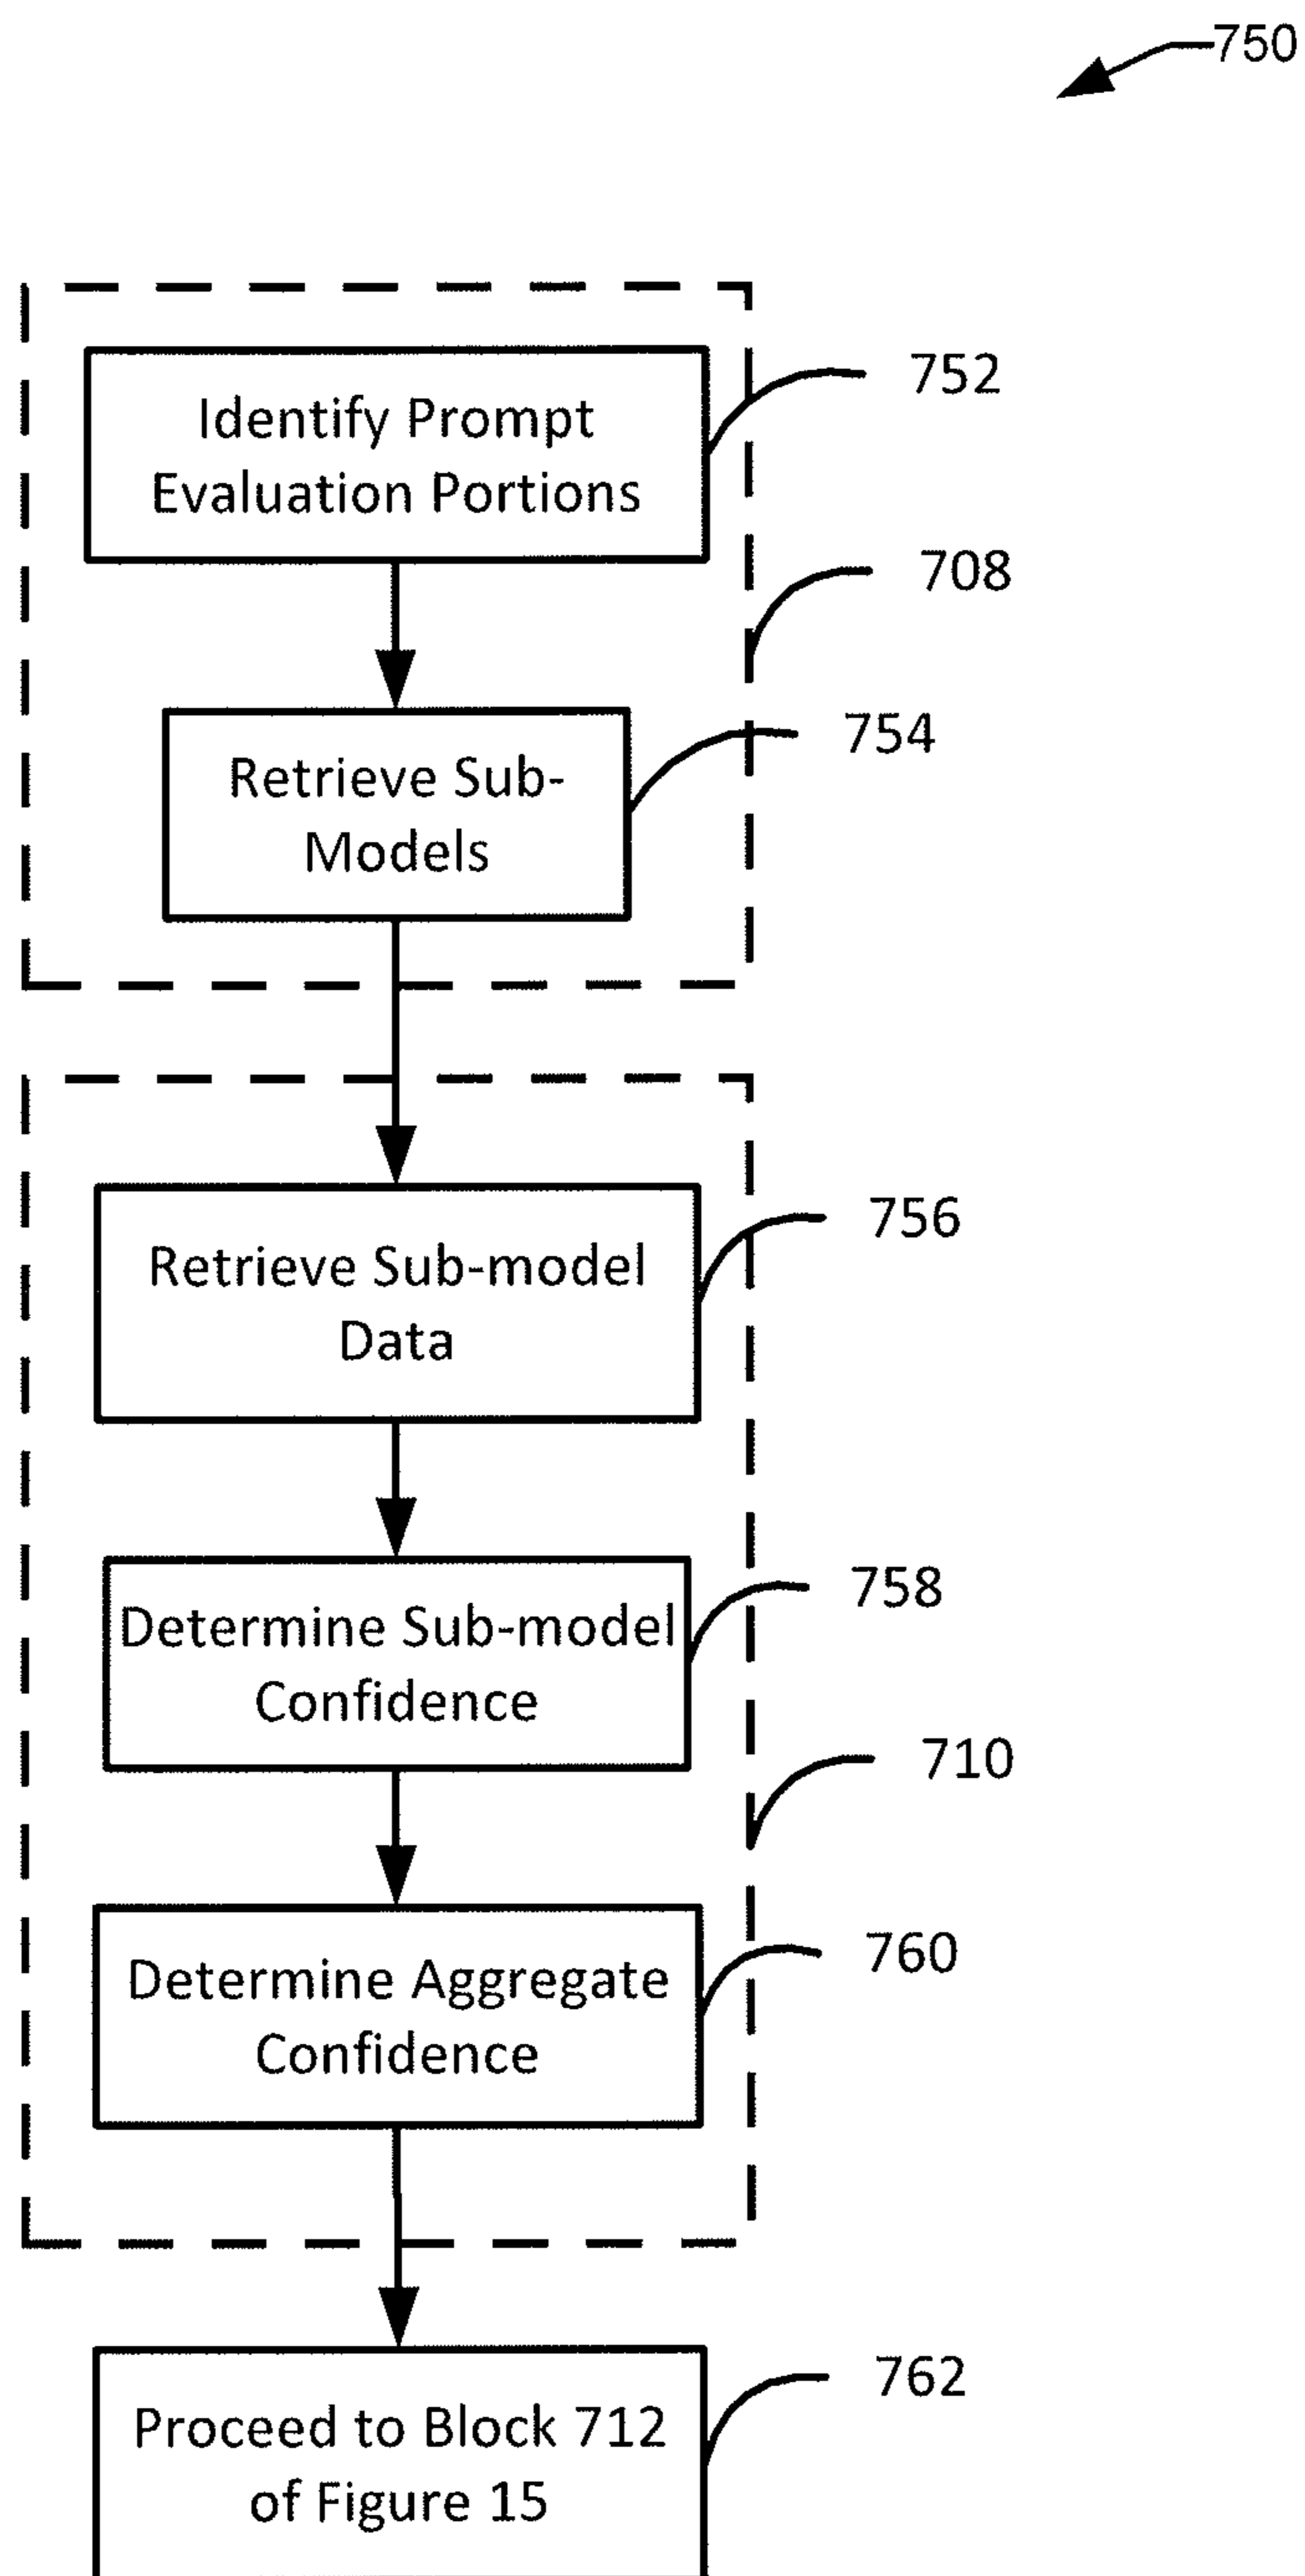 750
Identify Prompt
Evaluation Portions
752
708
Retrieve Sub-
Models
754
Retrieve Sub-model
Data
756
Determine Sub-model
Confidence
758
710
Determine Aggregate
Confidence
760
Proceed to Block 712
of Figure 15
762